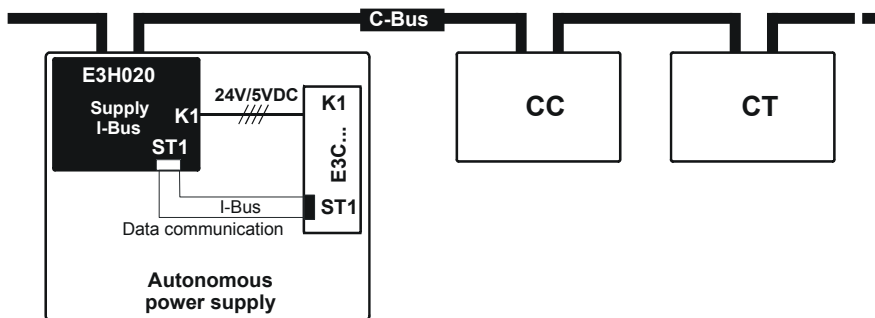 C-Bus
E3H020
Supply
I-Bus
K1
ST1
24V/5VDC
K1
E3C...
ST1
I-Bus
Data communication
Autonomous
power supply
CC
CT